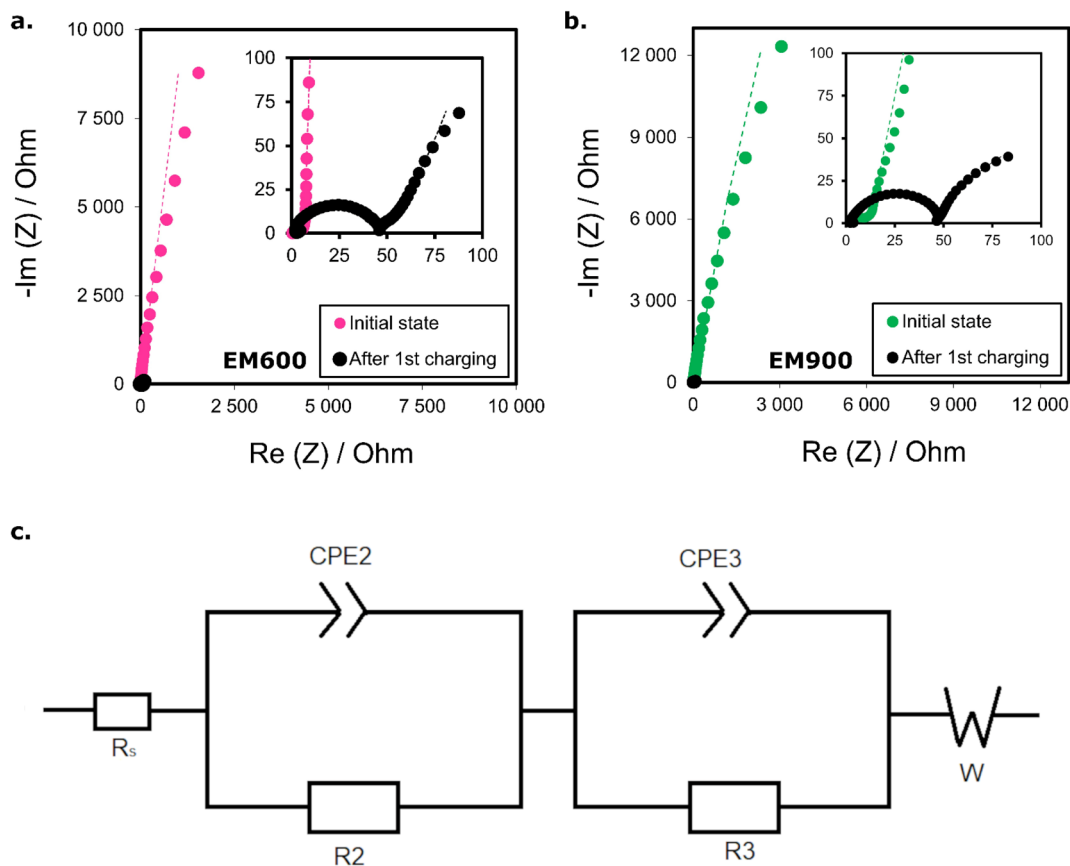 a.
10 000
7 500
5 000
2 500
0
-Im (Z) / Ohm
100
75
50
25
0
0 25 50 75 100
Initial state
After 1st charging
EM600
0 2 500 5 000 7 500 10 000
Re (Z) / Ohm
b.
12 000
9 000
6 000
3 000
0
-Im (Z) / Ohm
100
75
50
25
0
0 25 50 75 100
Initial state
After 1st charging
EM900
0 3 000 6 000 9 000 12 000
Re (Z) / Ohm
c.
CPE2
CPE3
Rs
R2
R3
W